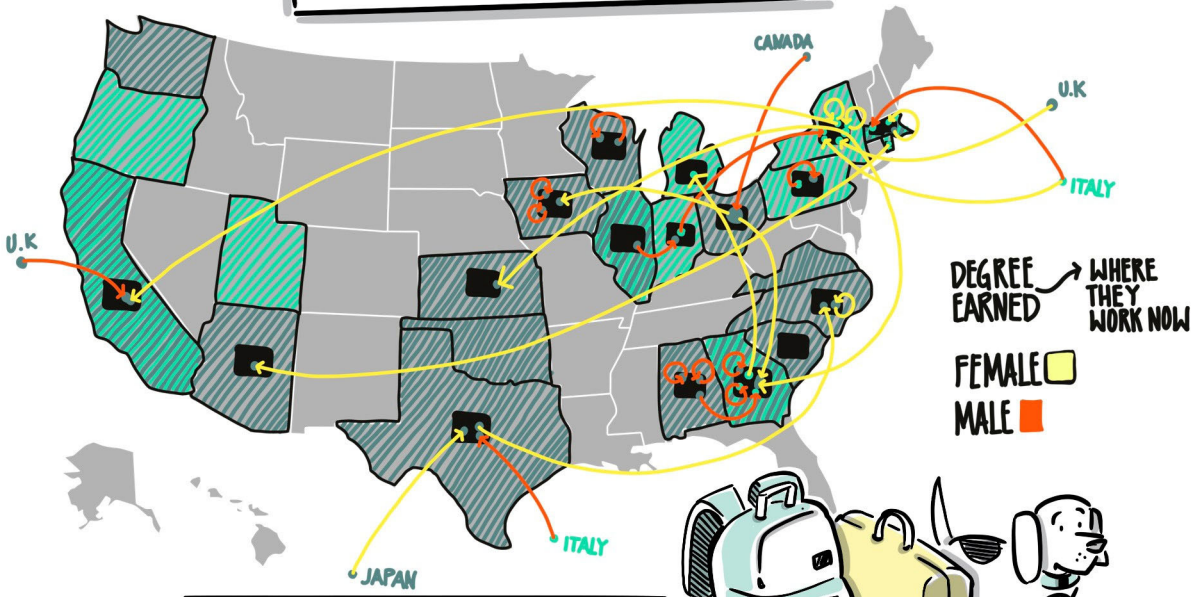 CANADA
U.K
ITALY
U.K
DEGREE
EARNED
WHERE
THEY
WORK NOW
FEMALE
MALE
ITALY
JAPAN